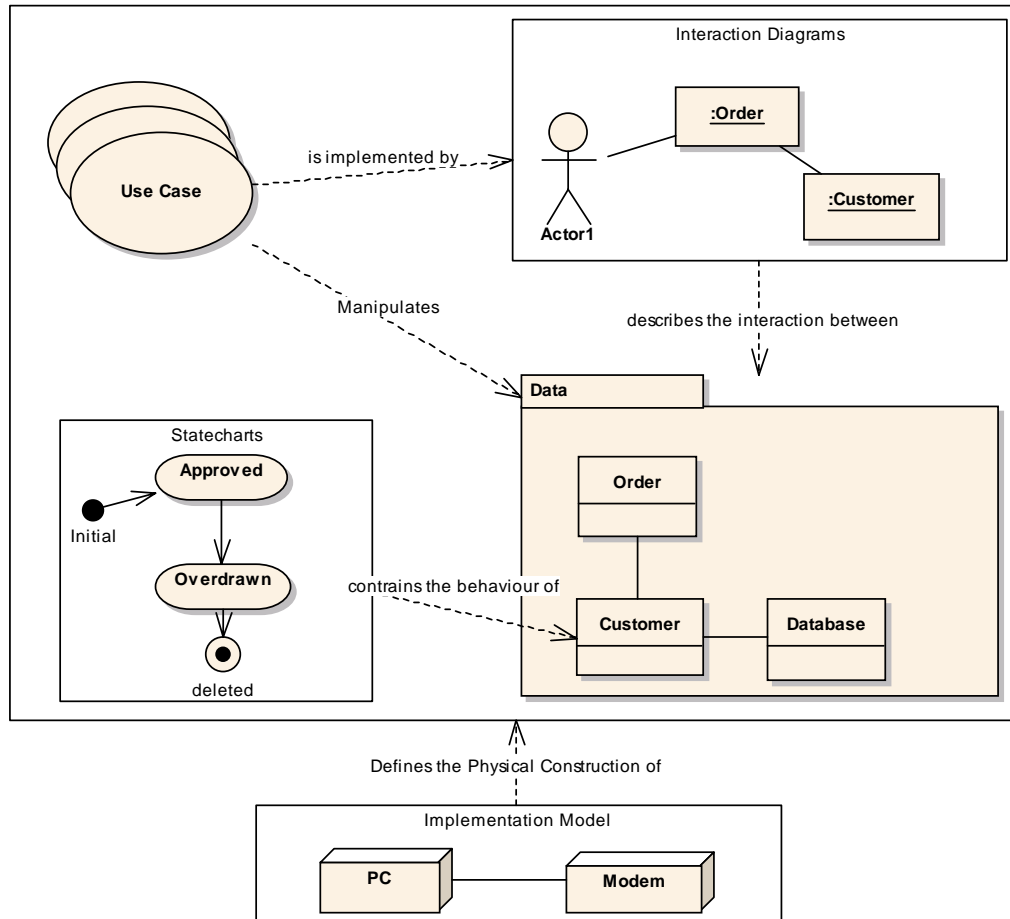 Interaction Diagrams
:Order
:Customer
Actor1
Use Case
is implemented by
Manipulates
describes the interaction between
Data
Order
Customer
Database
Statecharts
Approved
Initial
Overdrawn
deleted
contrains the behaviour of
Defines the Physical Construction of
Implementation Model
PC
Modem